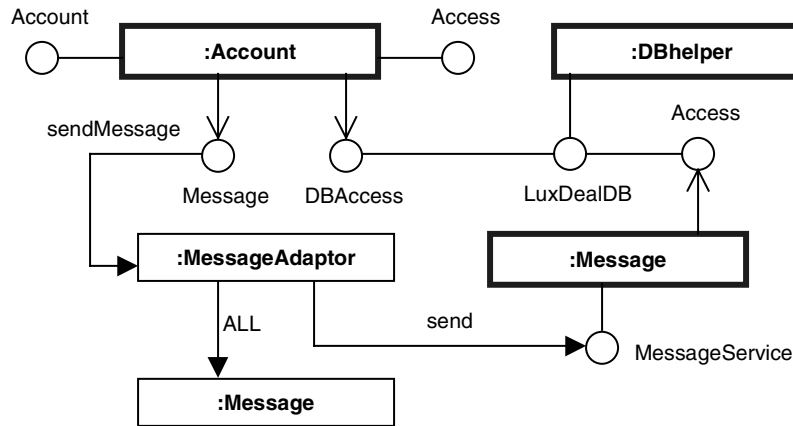 Account
Access
:Account
:DBhelper
Access
sendMessage
Message
DBAccess
LuxDealDB
:MessageAdaptor
:Message
ALL
send
MessageService
:Message